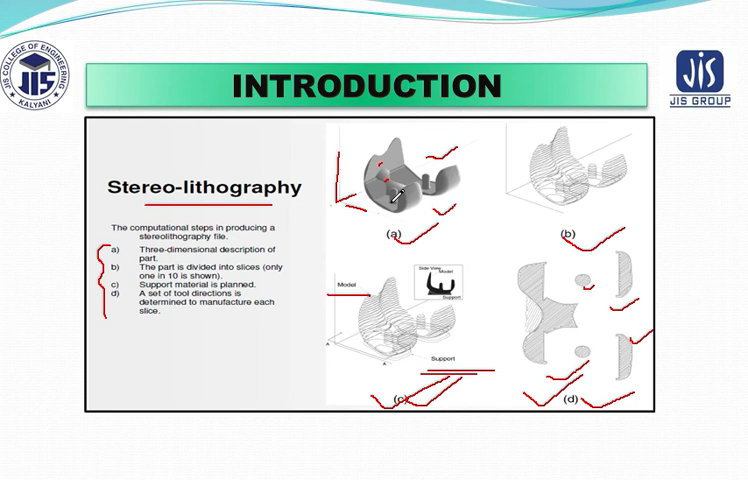 JIS COLLEGE OF ENGINEERING
JIS
KALYANI
INTRODUCTION
JIS
JIS GROUP
Stereo-lithography
The computational steps in producing a
stereolithography file.
a) Three-dimensional description of
part.
b) The part is divided into slices (only
one in 10 is shown).
c) Support material is planned.
d) A set of tool directions is
determined to manufacture each
slice.
(a)
(b)
Model
Side View
Model
Support
A
A
Support
(c)
(d)